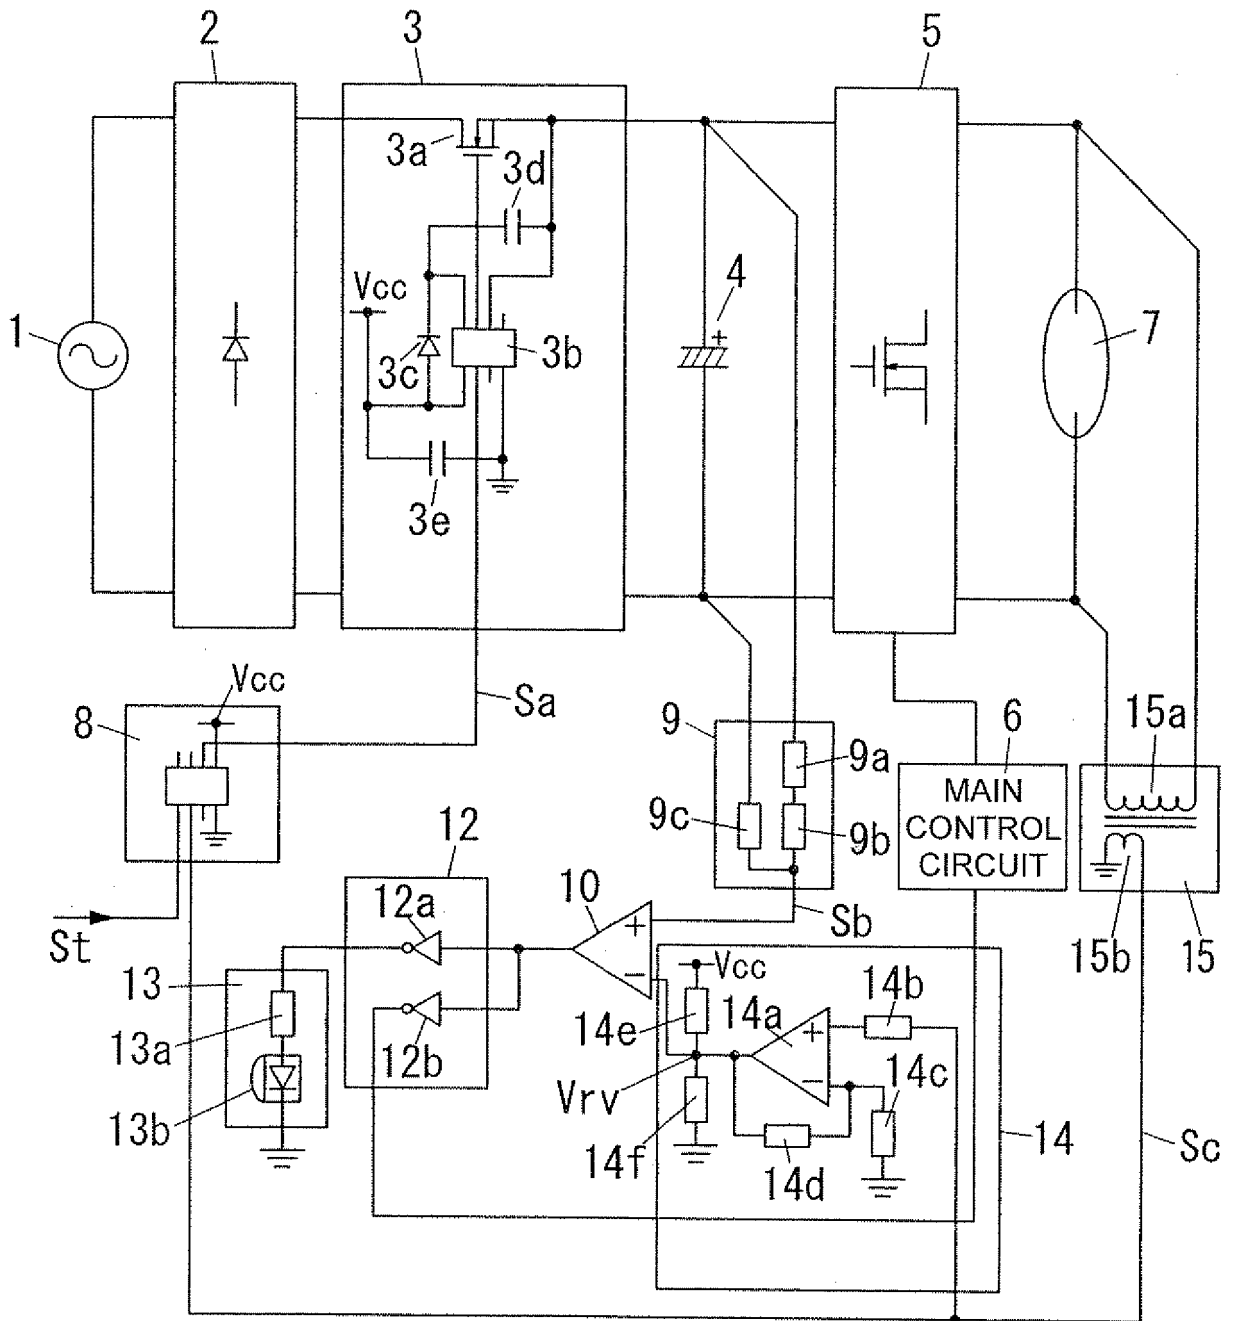 2
3
5
1
3a
3d
Vcc
3c
3b
4
7
3e
Vcc
8
Sa
9
9a
9c
9b
6
MAIN
CONTROL
CIRCUIT
15a
St
12
12a
10
+
−
Sb
15b
15
13
13a
13b
12b
Vcc
14e
14a
14b
+
−
14c
Vrv
14f
14d
14
Sc